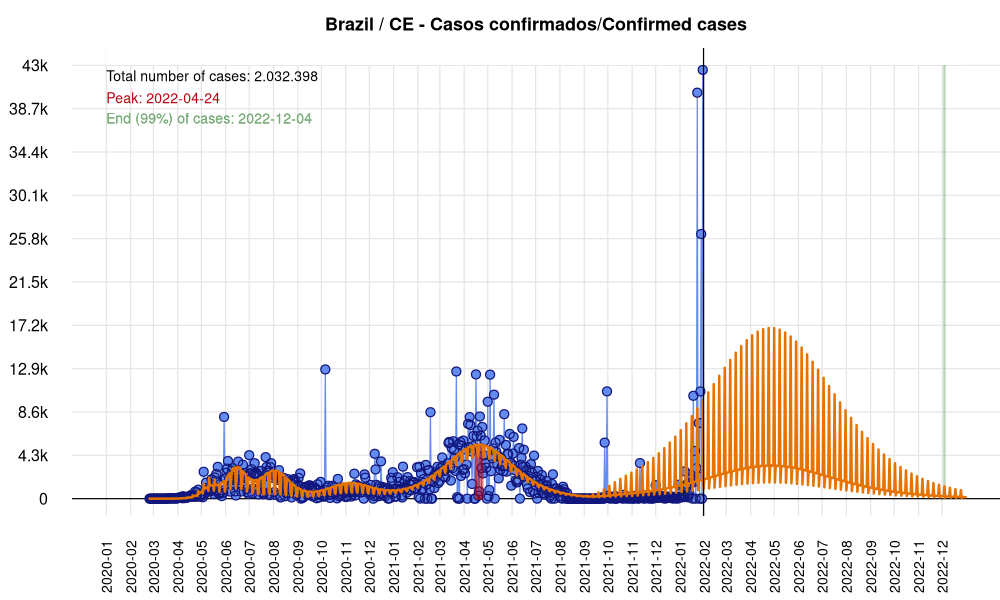 Brazil / CE - Casos confirmados/Confirmed cases
43k
Total number of cases: 2.032.398
Peak: 2022-04-24
38.7k
End (99%) of cases: 2022-12-04
34.4k
30.1k
25.8k
21.5k
17.2k
12.9k
8.6k
4.3k
0
2020-01
2020-02
2020-03
2020-04
2020-05
2020-06
2020-07
2020-08
2020-09
2020-10
2020-11
2020-12
2021-01
2021-02
2021-03
2021-04
2021-05
2021-06
2021-07
2021-08
2021-09
2021-10
2021-11
2021-12
2022-01
2022-02
2022-03
2022-04
2022-05
2022-06
2022-07
2022-08
2022-09
2022-10
2022-11
2022-12